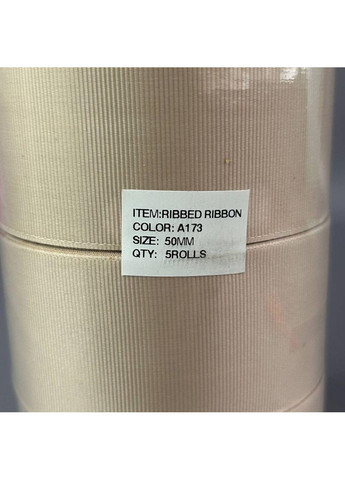 ITEM:RIBBED RIBBON
COLOR: A173
SIZE: 50MM
QTY: 5ROLLS